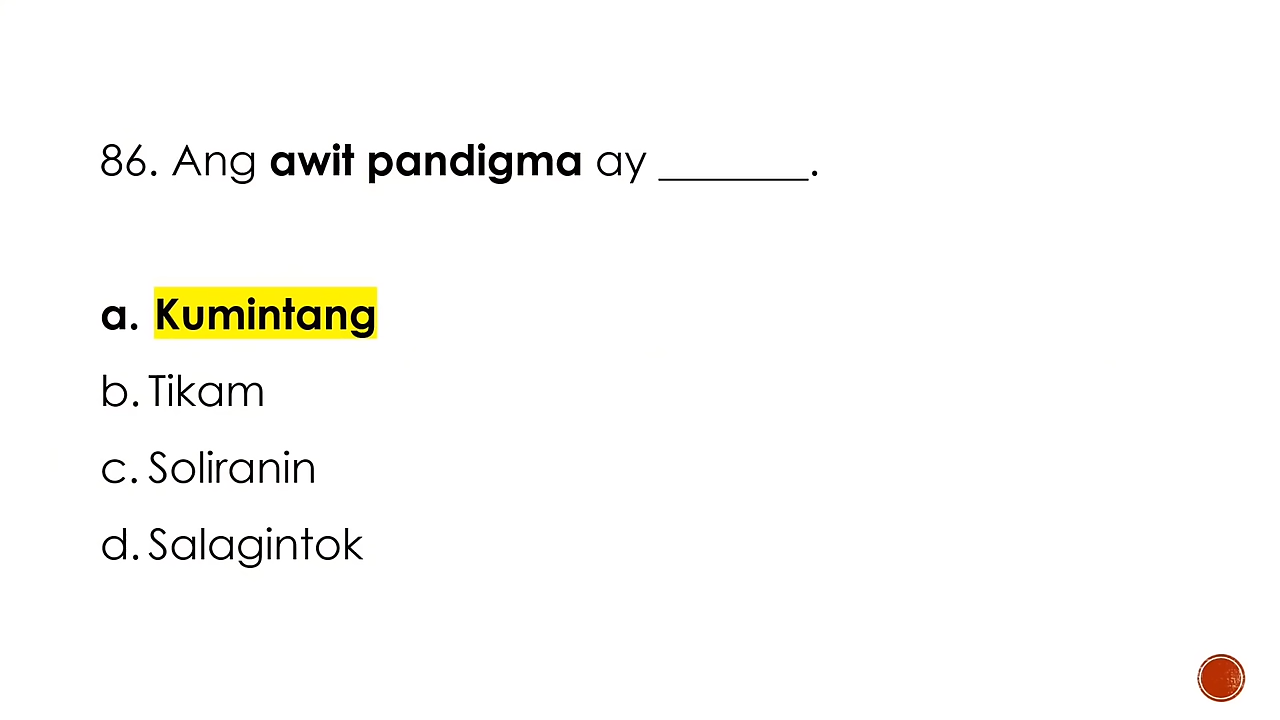 86. Ang awit pandigma ay _______.
a. Kumintang
b. Tikam
c. Soliranin
d. Salagintok